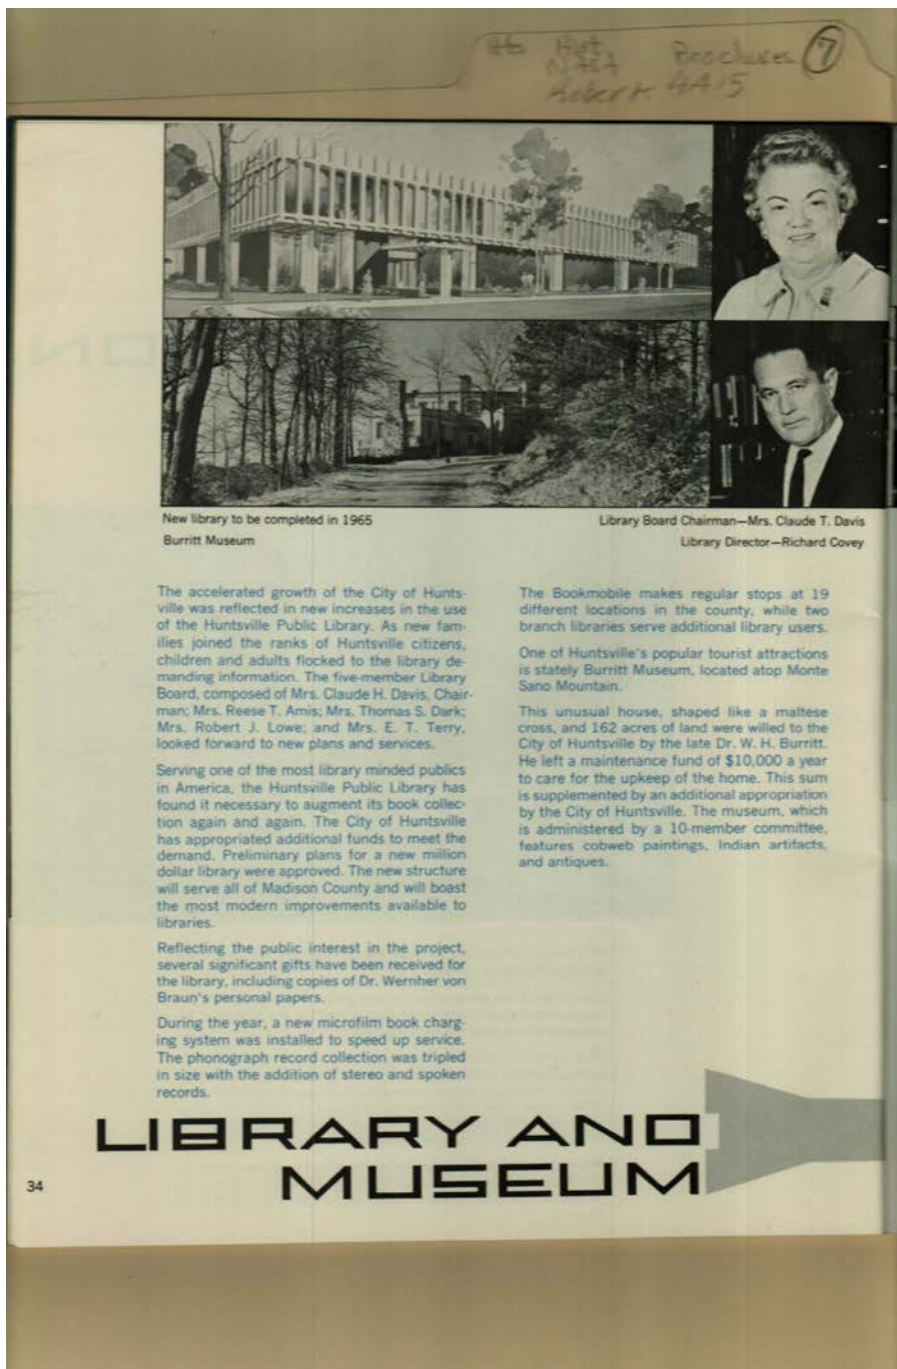 Hist Brochures 7
Robert 4A15
New library to be completed in 1965
Burritt Museum
Library Board Chairman—Mrs. Claude T. Davis
Library Director—Richard Covey
The accelerated growth of the City of Hunts-
ville was reflected in new increases in the use
of the Huntsville Public Library. As new fam-
ilies joined the ranks of Huntsville citizens,
children and adults flocked to the library de-
manding information. The five-member Library
Board, composed of Mrs. Claude H. Davis, Chair-
man; Mrs. Reese T. Amis; Mrs. Thomas S. Dark;
Mrs. Robert J. Lowe; and Mrs. E. T. Terry,
looked forward to new plans and services.
Serving one of the most library minded publics
in America, the Huntsville Public Library has
found it necessary to augment its book collec-
tion again and again. The City of Huntsville
has appropriated additional funds to meet the
demand. Preliminary plans for a new million
dollar library were approved. The new structure
will serve all of Madison County and will boast
the most modern improvements available to
libraries.
Reflecting the public interest in the project,
several significant gifts have been received for
the library, including copies of Dr. Wernher von
Braun's personal papers.
During the year, a new microfilm book charg-
ing system was installed to speed up service.
The phonograph record collection was tripled
in size with the addition of stereo and spoken
records.
The Bookmobile makes regular stops at 19
different locations in the county, while two
branch libraries serve additional library users.
One of Huntsville's popular tourist attractions
is stately Burritt Museum, located atop Monte
Sano Mountain.
This unusual house, shaped like a maltese
cross, and 162 acres of land were willed to the
City of Huntsville by the late Dr. W. H. Burritt.
He left a maintenance fund of $10,000 a year
to care for the upkeep of the home. This sum
is supplemented by an additional appropriation
by the City of Huntsville. The museum, which
is administered by a 10-member committee,
features cobweb paintings, Indian artifacts,
and antiques.
LIBRARY AND
MUSEUM
34